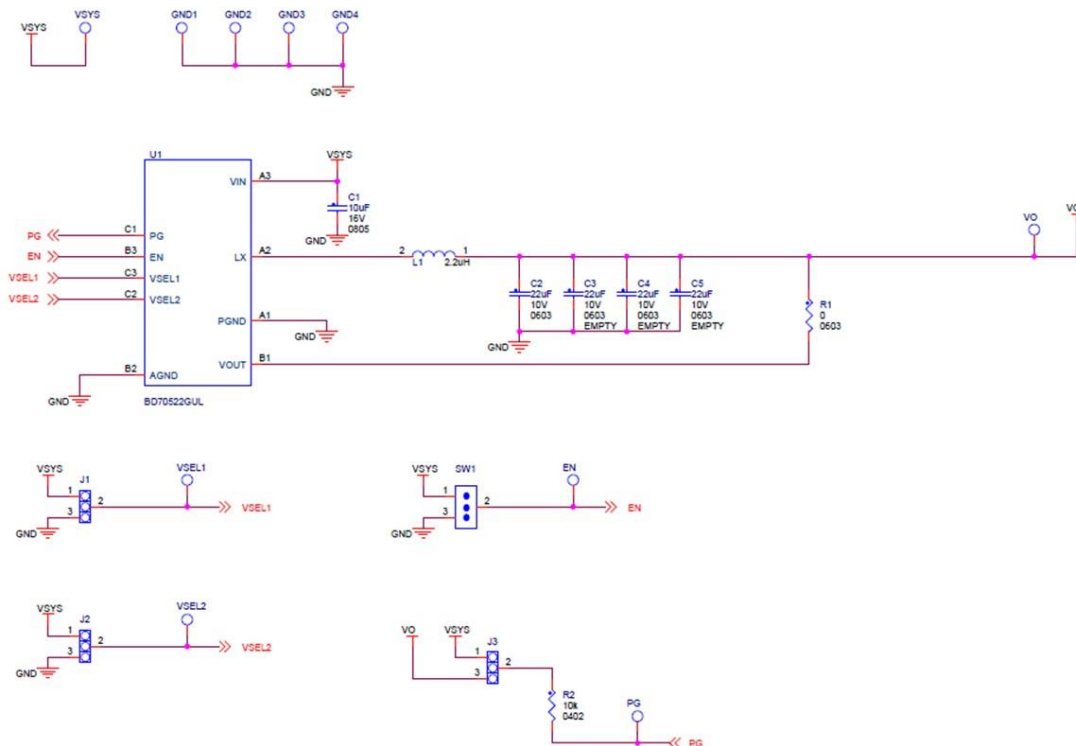 VSYS
VSYS
GND1
GND2
GND3
GND4
GND
U1
VIN
A3
VSYS
C1
10uF
16V
0805
GND
PG
C1
PG
EN
B3
EN
VSEL1
C3
VSEL1
VSEL2
C2
VSEL2
LX
A2
2
1
L1
2.2uH
C2
22uF
10V
0603
C3
22uF
10V
0603
EMPTY
C4
22uF
10V
0603
EMPTY
C5
22uF
10V
0603
EMPTY
GND
R1
0
0603
VO
PGND
A1
GND
VOUT
B1
B2
AGND
GND
BD70522GUL
VSYS
J1
1
2
3
GND
VSEL1
VSEL1
VSYS
SW1
1
2
3
GND
EN
EN
VSYS
J2
1
2
3
GND
VSEL2
VSEL2
VO
VSYS
J3
1
2
3
R2
10k
0402
PG
PG